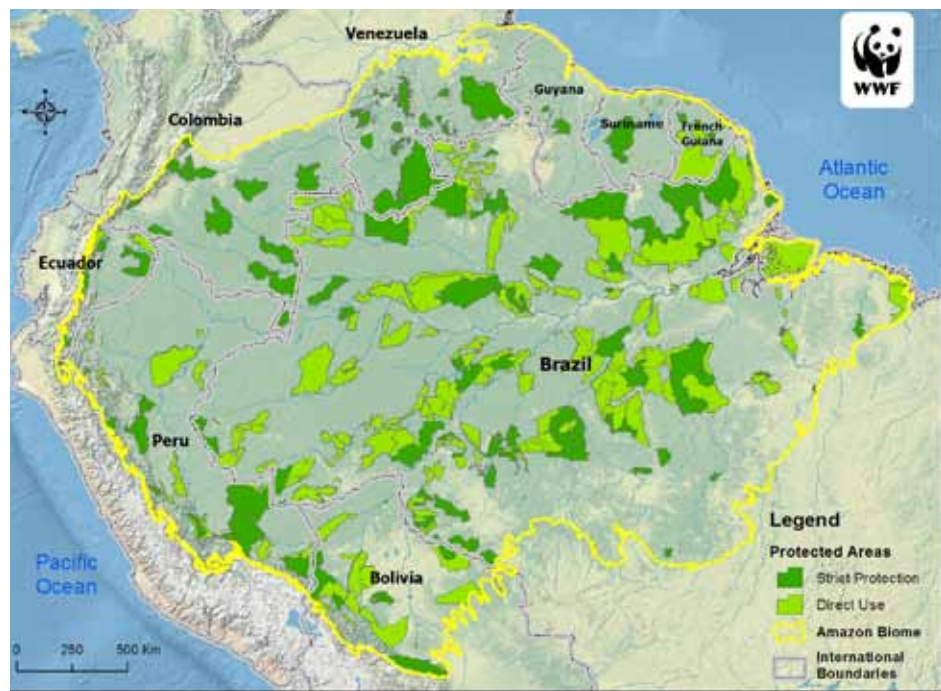 Venezuela
WWF
Guyana
Colombia
Suriname
French
Guiana
Atlantic
Ocean
Ecuador
Brazil
Peru
Legend
Protected Areas
Pacific
Ocean
Bolivia
Strict Protection
Direct Use
Amazon Biome
0 250 500 Km
International
Boundaries